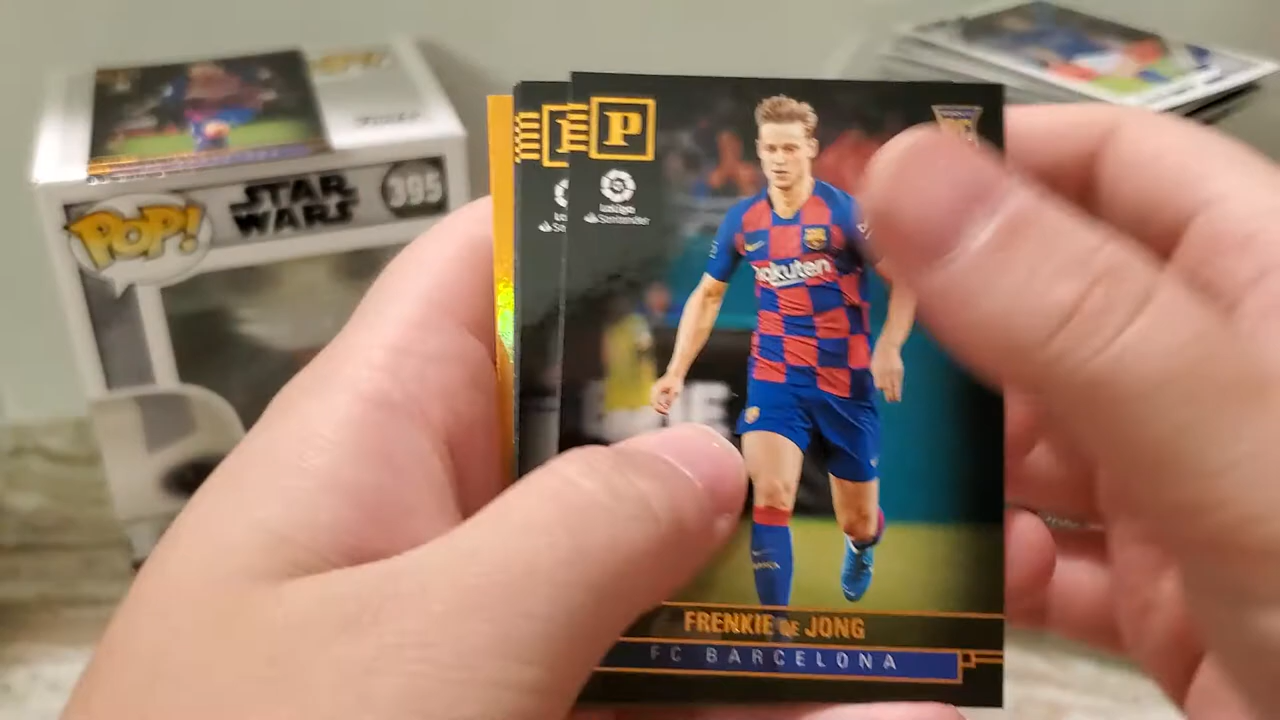 POP!
STAR
WARS
395
P
LaLiga
Santander
Rakuten
FRENKIE DE JONG
FC BARCELONA